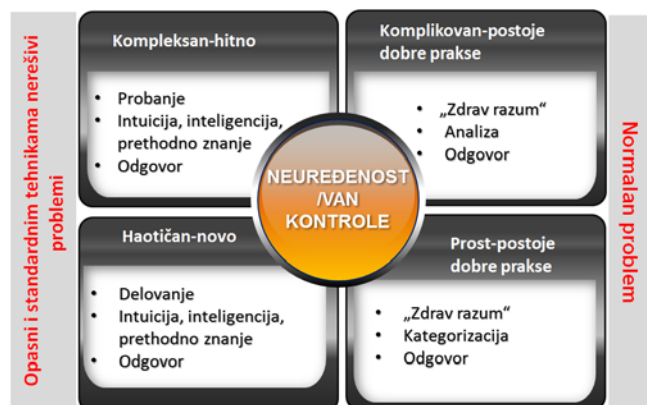 Opasni i standardnim tehnikama nerešivi
problemi
Kompleksan-hitno
• Probanje
• Intuicija, inteligencija,
prethodno znanje
• Odgovor
Komplikovan-postoje
dobre prakse
• „Zdrav razum“
• Analiza
• Odgovor
NEUREĐENOST
/VAN
KONTROLE
Haotičan-novo
• Delovanje
• Intuicija, inteligencija,
prethodno znanje
• Odgovor
Prost-postoje
dobre prakse
• „Zdrav razum“
• Kategorizacija
• Odgovor
Normalan problem